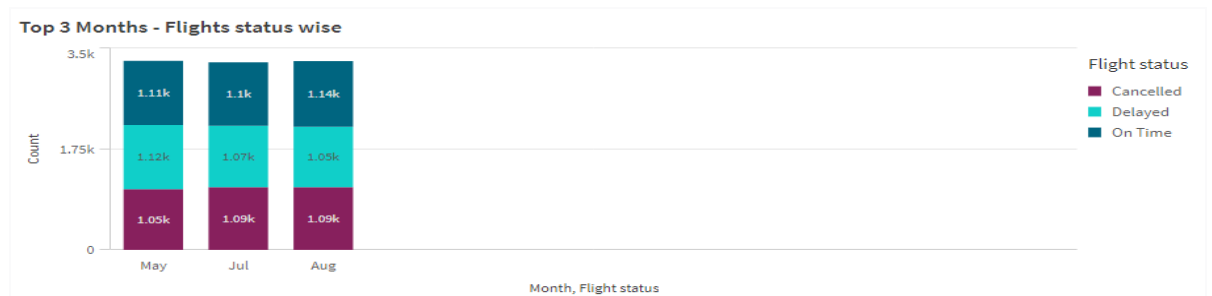 Top 3 Months - Flights status wise
3.5k
1.75k
0
Count
1.11k
1.1k
1.14k
1.12k
1.07k
1.05k
1.05k
1.09k
1.09k
May
Jul
Aug
Month, Flight status
Flight status
Cancelled
Delayed
On Time